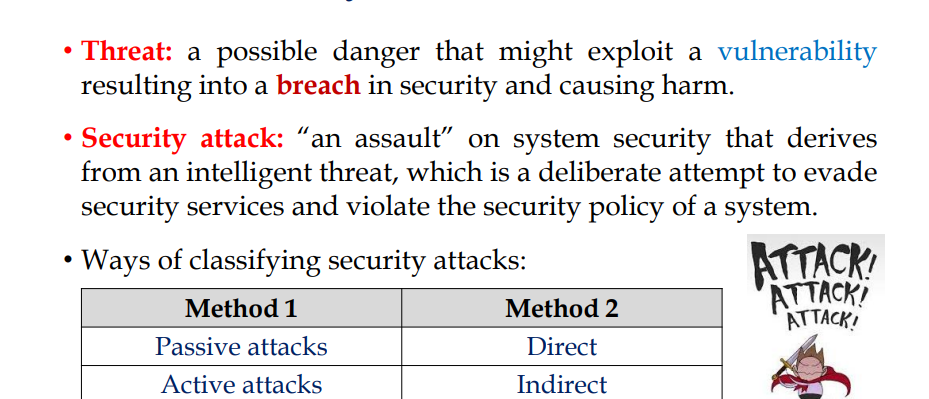 • Threat: a possible danger that might exploit a vulnerability
resulting into a breach in security and causing harm.
• Security attack: “an assault” on system security that derives
from an intelligent threat, which is a deliberate attempt to evade
security services and violate the security policy of a system.
• Ways of classifying security attacks:
Method 1 Method 2
Passive attacks Direct
Active attacks Indirect
ATTACK!
ATTACK!
ATTACK!